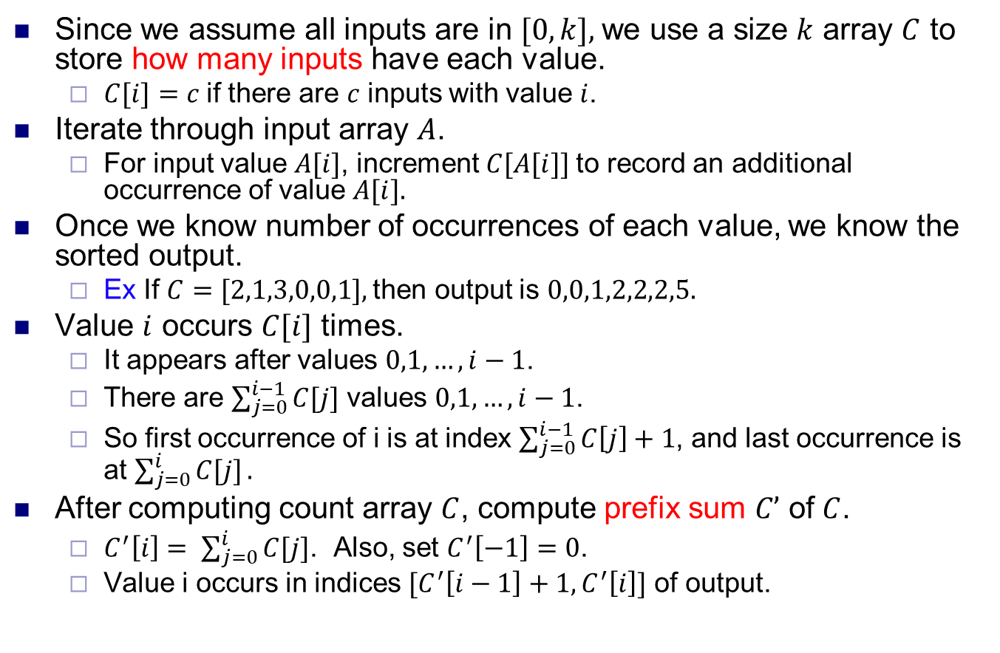 Since we assume all inputs are in [0, k], we use a size k array C to
store how many inputs have each value.
C[i] = c if there are c inputs with value i.
Iterate through input array A.
For input value A[i], increment C[A[i]] to record an additional
occurrence of value A[i].
Once we know number of occurrences of each value, we know the
sorted output.
Ex If C = [2,1,3,0,0,1], then output is 0,0,1,2,2,2,5.
Value i occurs C[i] times.
It appears after values 0,1, … , i − 1.
There are ∑_{j=0}^{i−1} C[j] values 0,1, … , i − 1.
So first occurrence of i is at index ∑_{j=0}^{i−1} C[j] + 1, and last occurrence is
at ∑_{j=0}^{i} C[j].
After computing count array C, compute prefix sum C’ of C.
C′[i] = ∑_{j=0}^{i} C[j]. Also, set C′[−1] = 0.
Value i occurs in indices [C′[i − 1] + 1, C′[i]] of output.